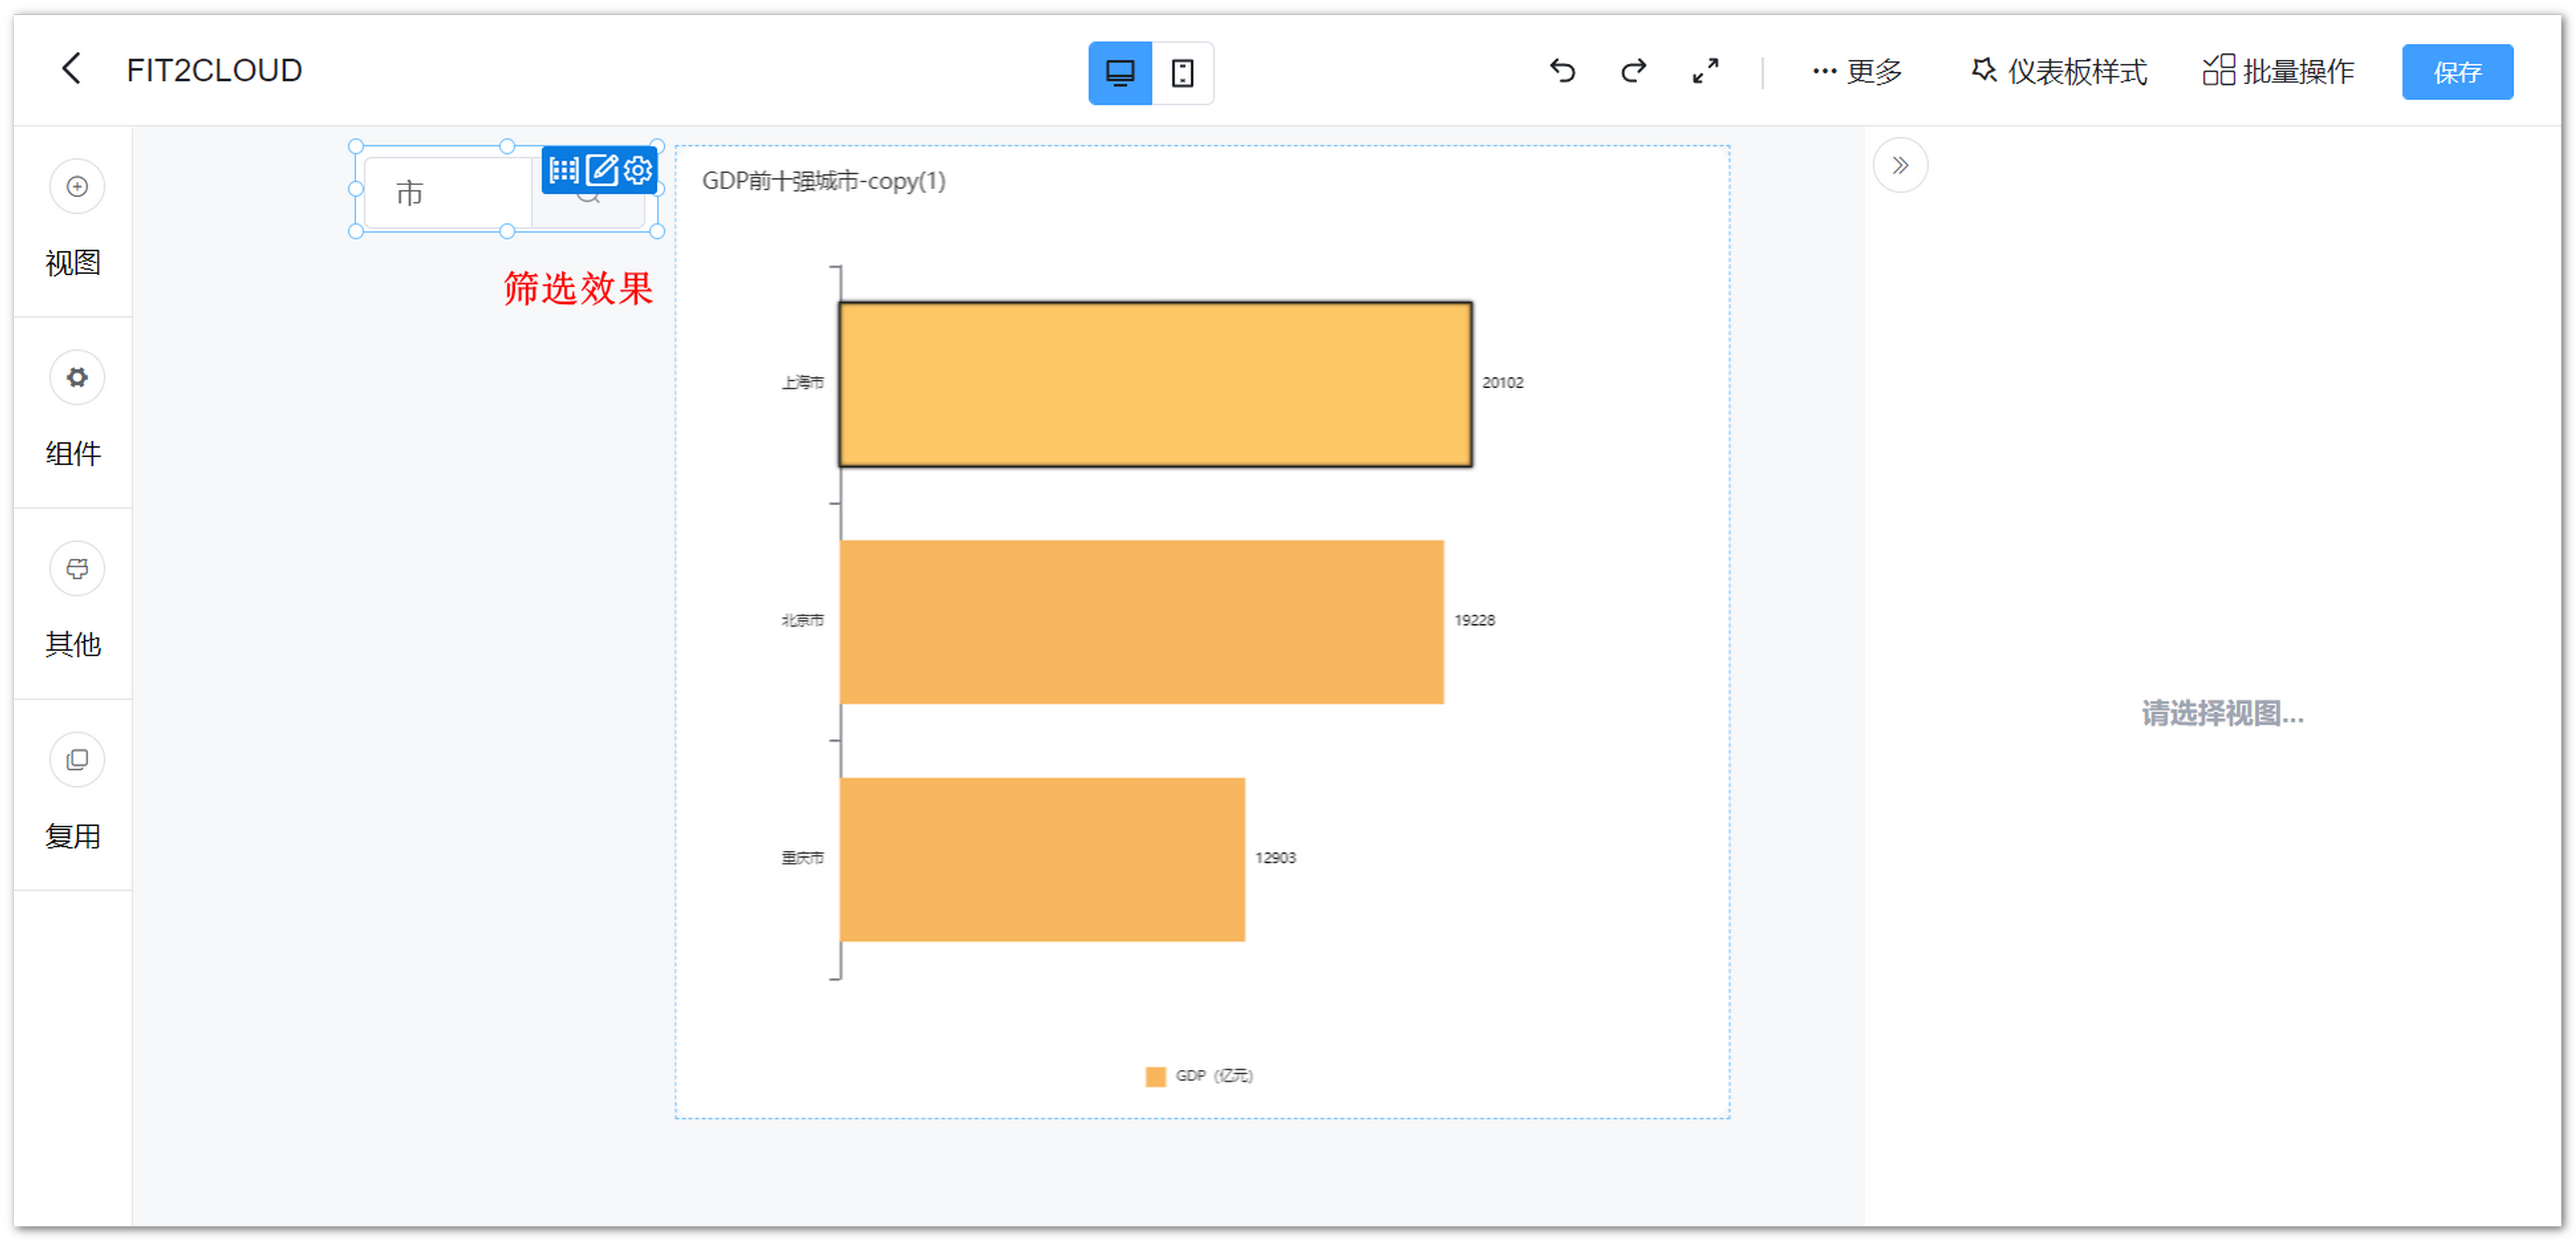 FIT2CLOUD
更多
仪表板样式
批量操作
保存
视图
组件
其他
复用
市
筛选效果
GDP前十强城市-copy(1)
上海市
20102
北京市
19228
重庆市
12903
GDP (亿元)
请选择视图...